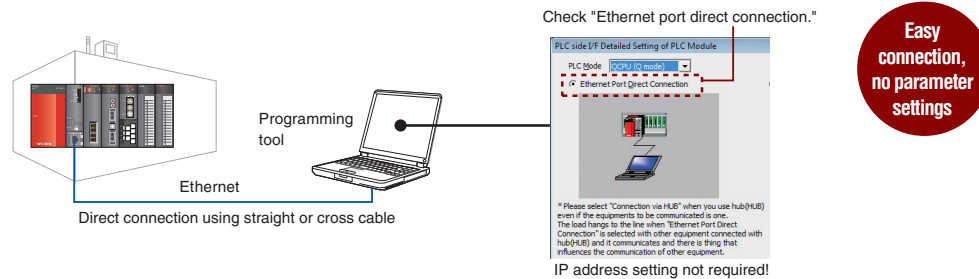 Check "Ethernet port direct connection."
Easy
connection,
no parameter
settings
PLC side I/F Detailed Setting of PLC Module
PLC Mode QCPU (Q mode)
Ethernet Port Direct Connection
Programming
tool
Ethernet
Direct connection using straight or cross cable
* Please select "Connection via HUB" when you use hub(HUB)
even if the equipments to be communicated is one.
The load hangs to the line when "Ethernet Port Direct
Connection" is selected with other equipment connected with
hub(HUB) and it communicates and there is thing that
influences the communication of other equipment.
IP address setting not required!